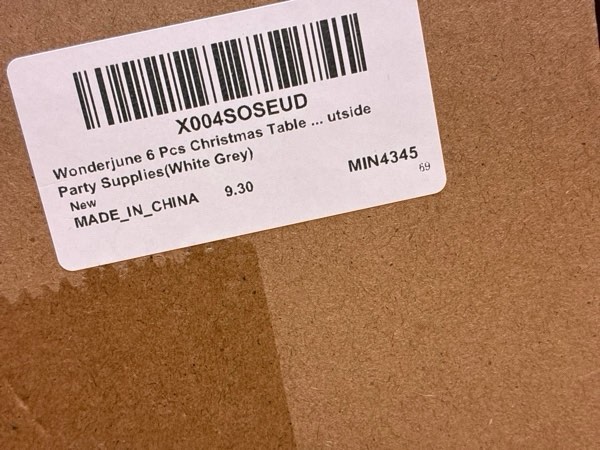 X004SOSEUD
Wonderjune 6 Pcs Christmas Table ... utside
Party Supplies(White Grey)
New
MADE_IN_CHINA 9.30 MIN4345
69